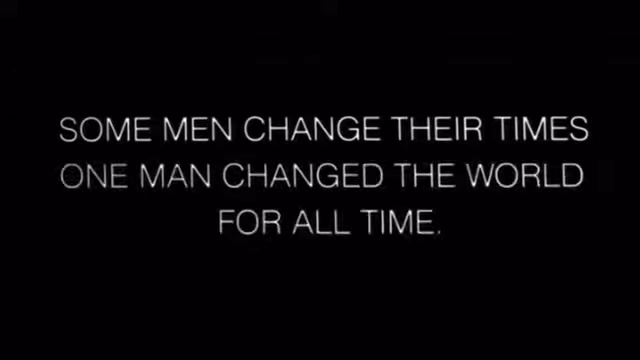 SOME MEN CHANGE THEIR TIMES
ONE MAN CHANGED THE WORLD
FOR ALL TIME.